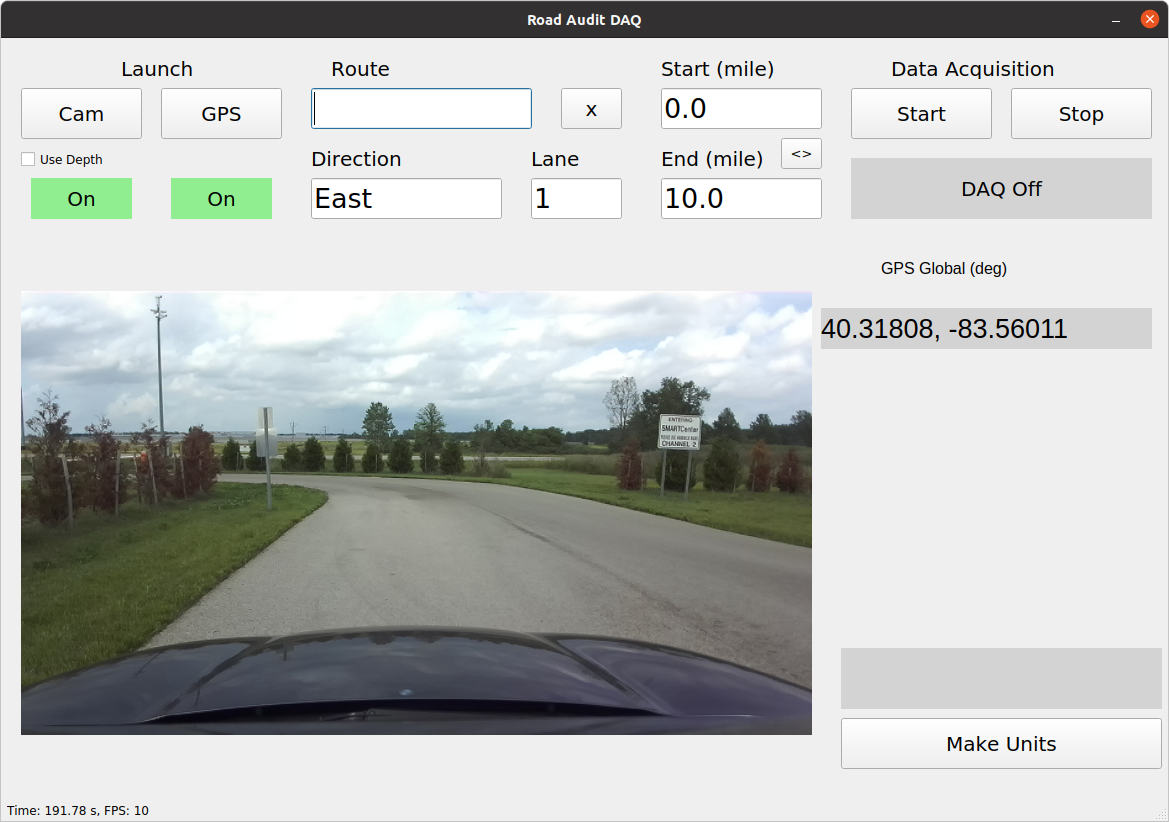 Road Audit DAQ
Launch
Route
Start (mile)
Data Acquisition
Cam
GPS
x
0.0
Start
Stop
Use Depth
Direction
Lane
End (mile)
<>
On
On
East
1
10.0
DAQ Off
GPS Global (deg)
40.31808, -83.56011
ENTERING
SMARTCenter
CHANNEL 2
Make Units
Time: 191.78 s, FPS: 10